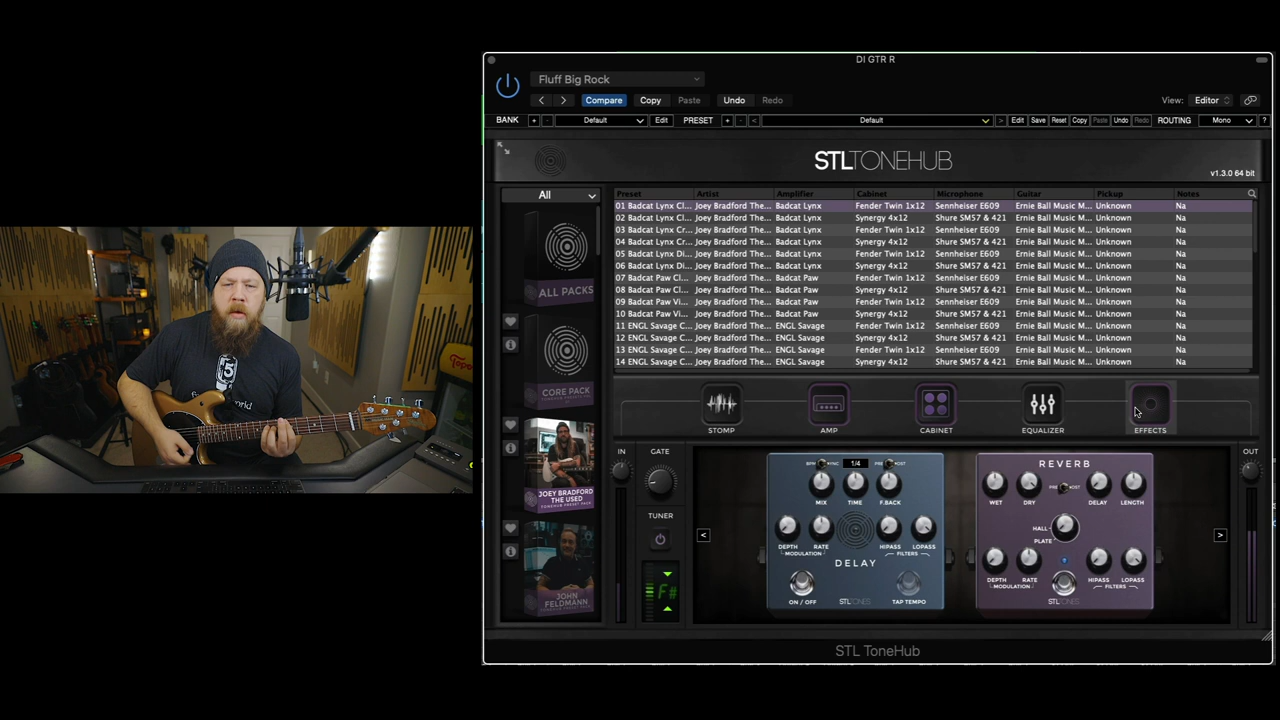 DI GTR R
Fluff Big Rock
Compare Copy Paste Undo Redo View: Editor
BANK + - Default Edit PRESET + - < Default > Edit Save Reset Copy Paste Undo Redo ROUTING Mono ?
STLTONEHUB
v1.3.0 64 bit
All
Preset Artist Amplifier Cabinet Microphone Guitar Pickup Notes
01 Badcat Lynx Cl... Joey Bradford The... Badcat Lynx Fender Twin 1x12 Sennheiser E609 Ernie Ball Music M... Unknown Na
02 Badcat Lynx Cl... Joey Bradford The... Badcat Lynx Synergy 4x12 Shure SM57 & 421 Ernie Ball Music M... Unknown Na
03 Badcat Lynx Cr... Joey Bradford The... Badcat Lynx Fender Twin 1x12 Sennheiser E609 Ernie Ball Music M... Unknown Na
04 Badcat Lynx Cr... Joey Bradford The... Badcat Lynx Synergy 4x12 Shure SM57 & 421 Ernie Ball Music M... Unknown Na
05 Badcat Lynx Di... Joey Bradford The... Badcat Lynx Fender Twin 1x12 Sennheiser E609 Ernie Ball Music M... Unknown Na
06 Badcat Lynx Di... Joey Bradford The... Badcat Lynx Synergy 4x12 Shure SM57 & 421 Ernie Ball Music M... Unknown Na
07 Badcat Paw Cl... Joey Bradford The... Badcat Paw Fender Twin 1x12 Sennheiser E609 Ernie Ball Music M... Unknown Na
08 Badcat Paw Cl... Joey Bradford The... Badcat Paw Synergy 4x12 Shure SM57 & 421 Ernie Ball Music M... Unknown Na
09 Badcat Paw Vi... Joey Bradford The... Badcat Paw Fender Twin 1x12 Sennheiser E609 Ernie Ball Music M... Unknown Na
10 Badcat Paw Vi... Joey Bradford The... Badcat Paw Synergy 4x12 Shure SM57 & 421 Ernie Ball Music M... Unknown Na
11 ENGL Savage C... Joey Bradford The... ENGL Savage Fender Twin 1x12 Sennheiser E609 Ernie Ball Music M... Unknown Na
12 ENGL Savage C... Joey Bradford The... ENGL Savage Synergy 4x12 Shure SM57 & 421 Ernie Ball Music M... Unknown Na
13 ENGL Savage C... Joey Bradford The... ENGL Savage Fender Twin 1x12 Sennheiser E609 Ernie Ball Music M... Unknown Na
14 ENGL Savage C... Joey Bradford The... ENGL Savage Synergy 4x12 Shure SM57 & 421 Ernie Ball Music M... Unknown Na
ALL PACKS
CORE PACK
JOEY BRADFORD
THE USED
TONEHUB PRESET PACK
JOHN
FELDMANN
STOMP AMP CABINET EQUALIZER EFFECTS
IN GATE OUT
TUNER
F#
SYNC 1/4 PRE POST
MIX TIME F.BACK
DEPTH RATE HIPASS LOPASS
MODULATION FILTERS
DELAY
ON / OFF STLTONES TAP TEMPO
REVERB
PRE POST
WET DRY DELAY LENGTH
HALL
PLATE
DEPTH RATE HIPASS LOPASS
MODULATION FILTERS
STLTONES
STL ToneHub